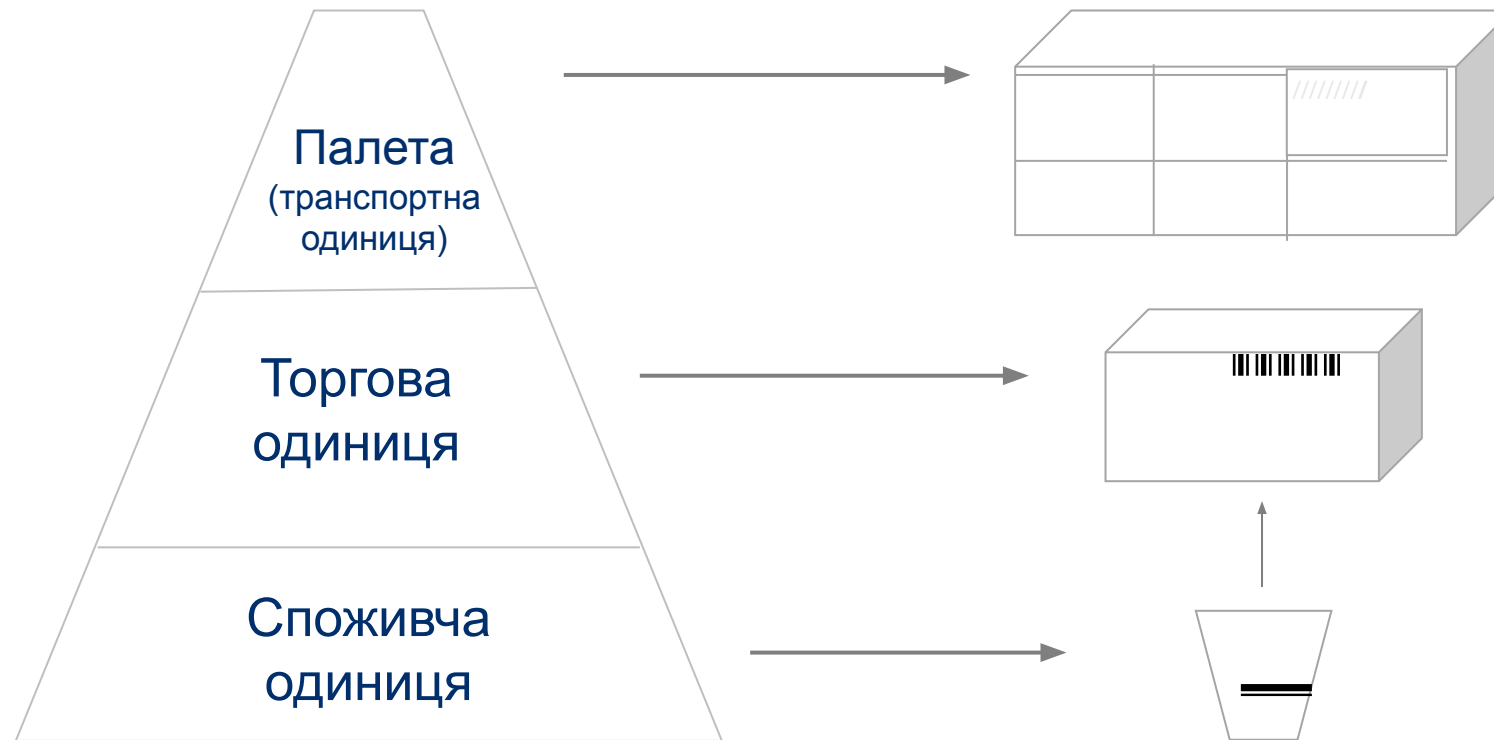 Палета
(транспортна
одиниця)
Торгова
одиниця
Споживча
одиниця